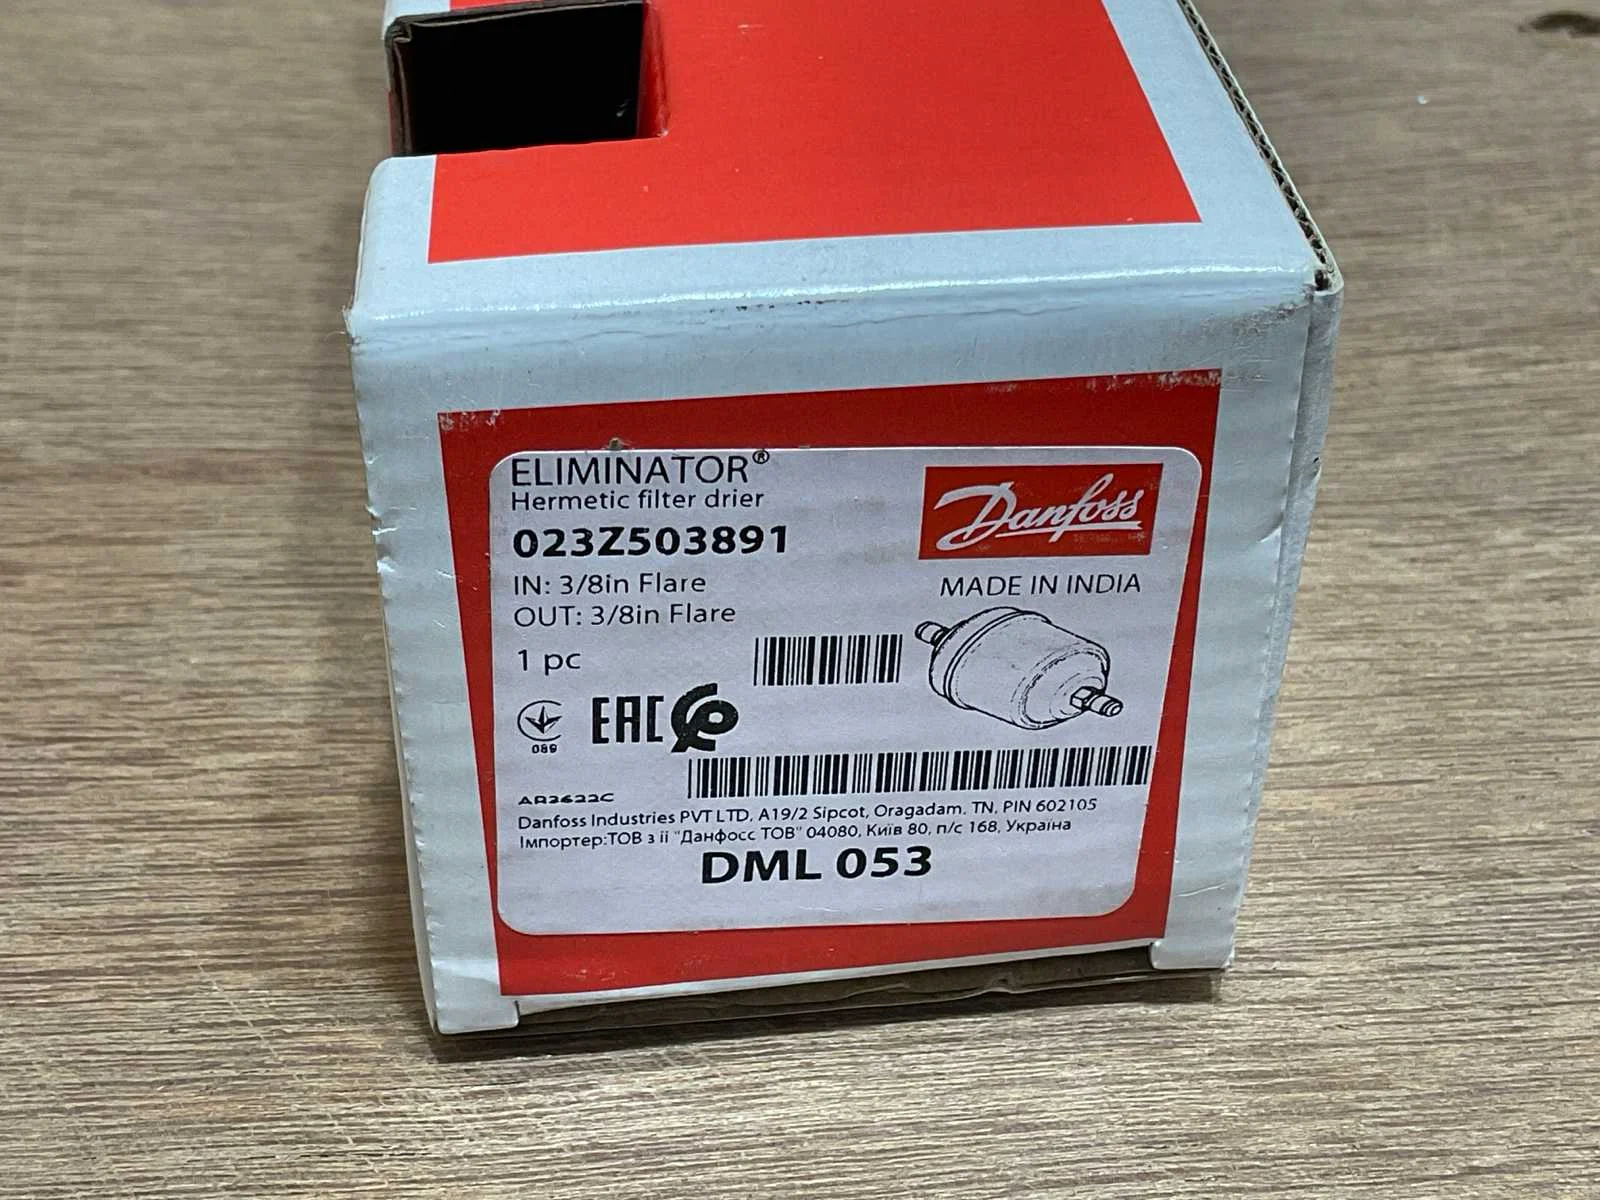 ELIMINATOR®
Hermetic filter drier
023Z503891
IN: 3/8in Flare
OUT: 3/8in Flare
1 pc
Danfoss
MADE IN INDIA
089
EAC
AR3622C
Danfoss Industries PVT LTD, A19/2 Sipcot, Oragadam, TN, PIN 602105
Імпортер:ТОВ з іі "Данфосс ТОВ" 04080, Київ 80, п/с 168, Україна
DML 053